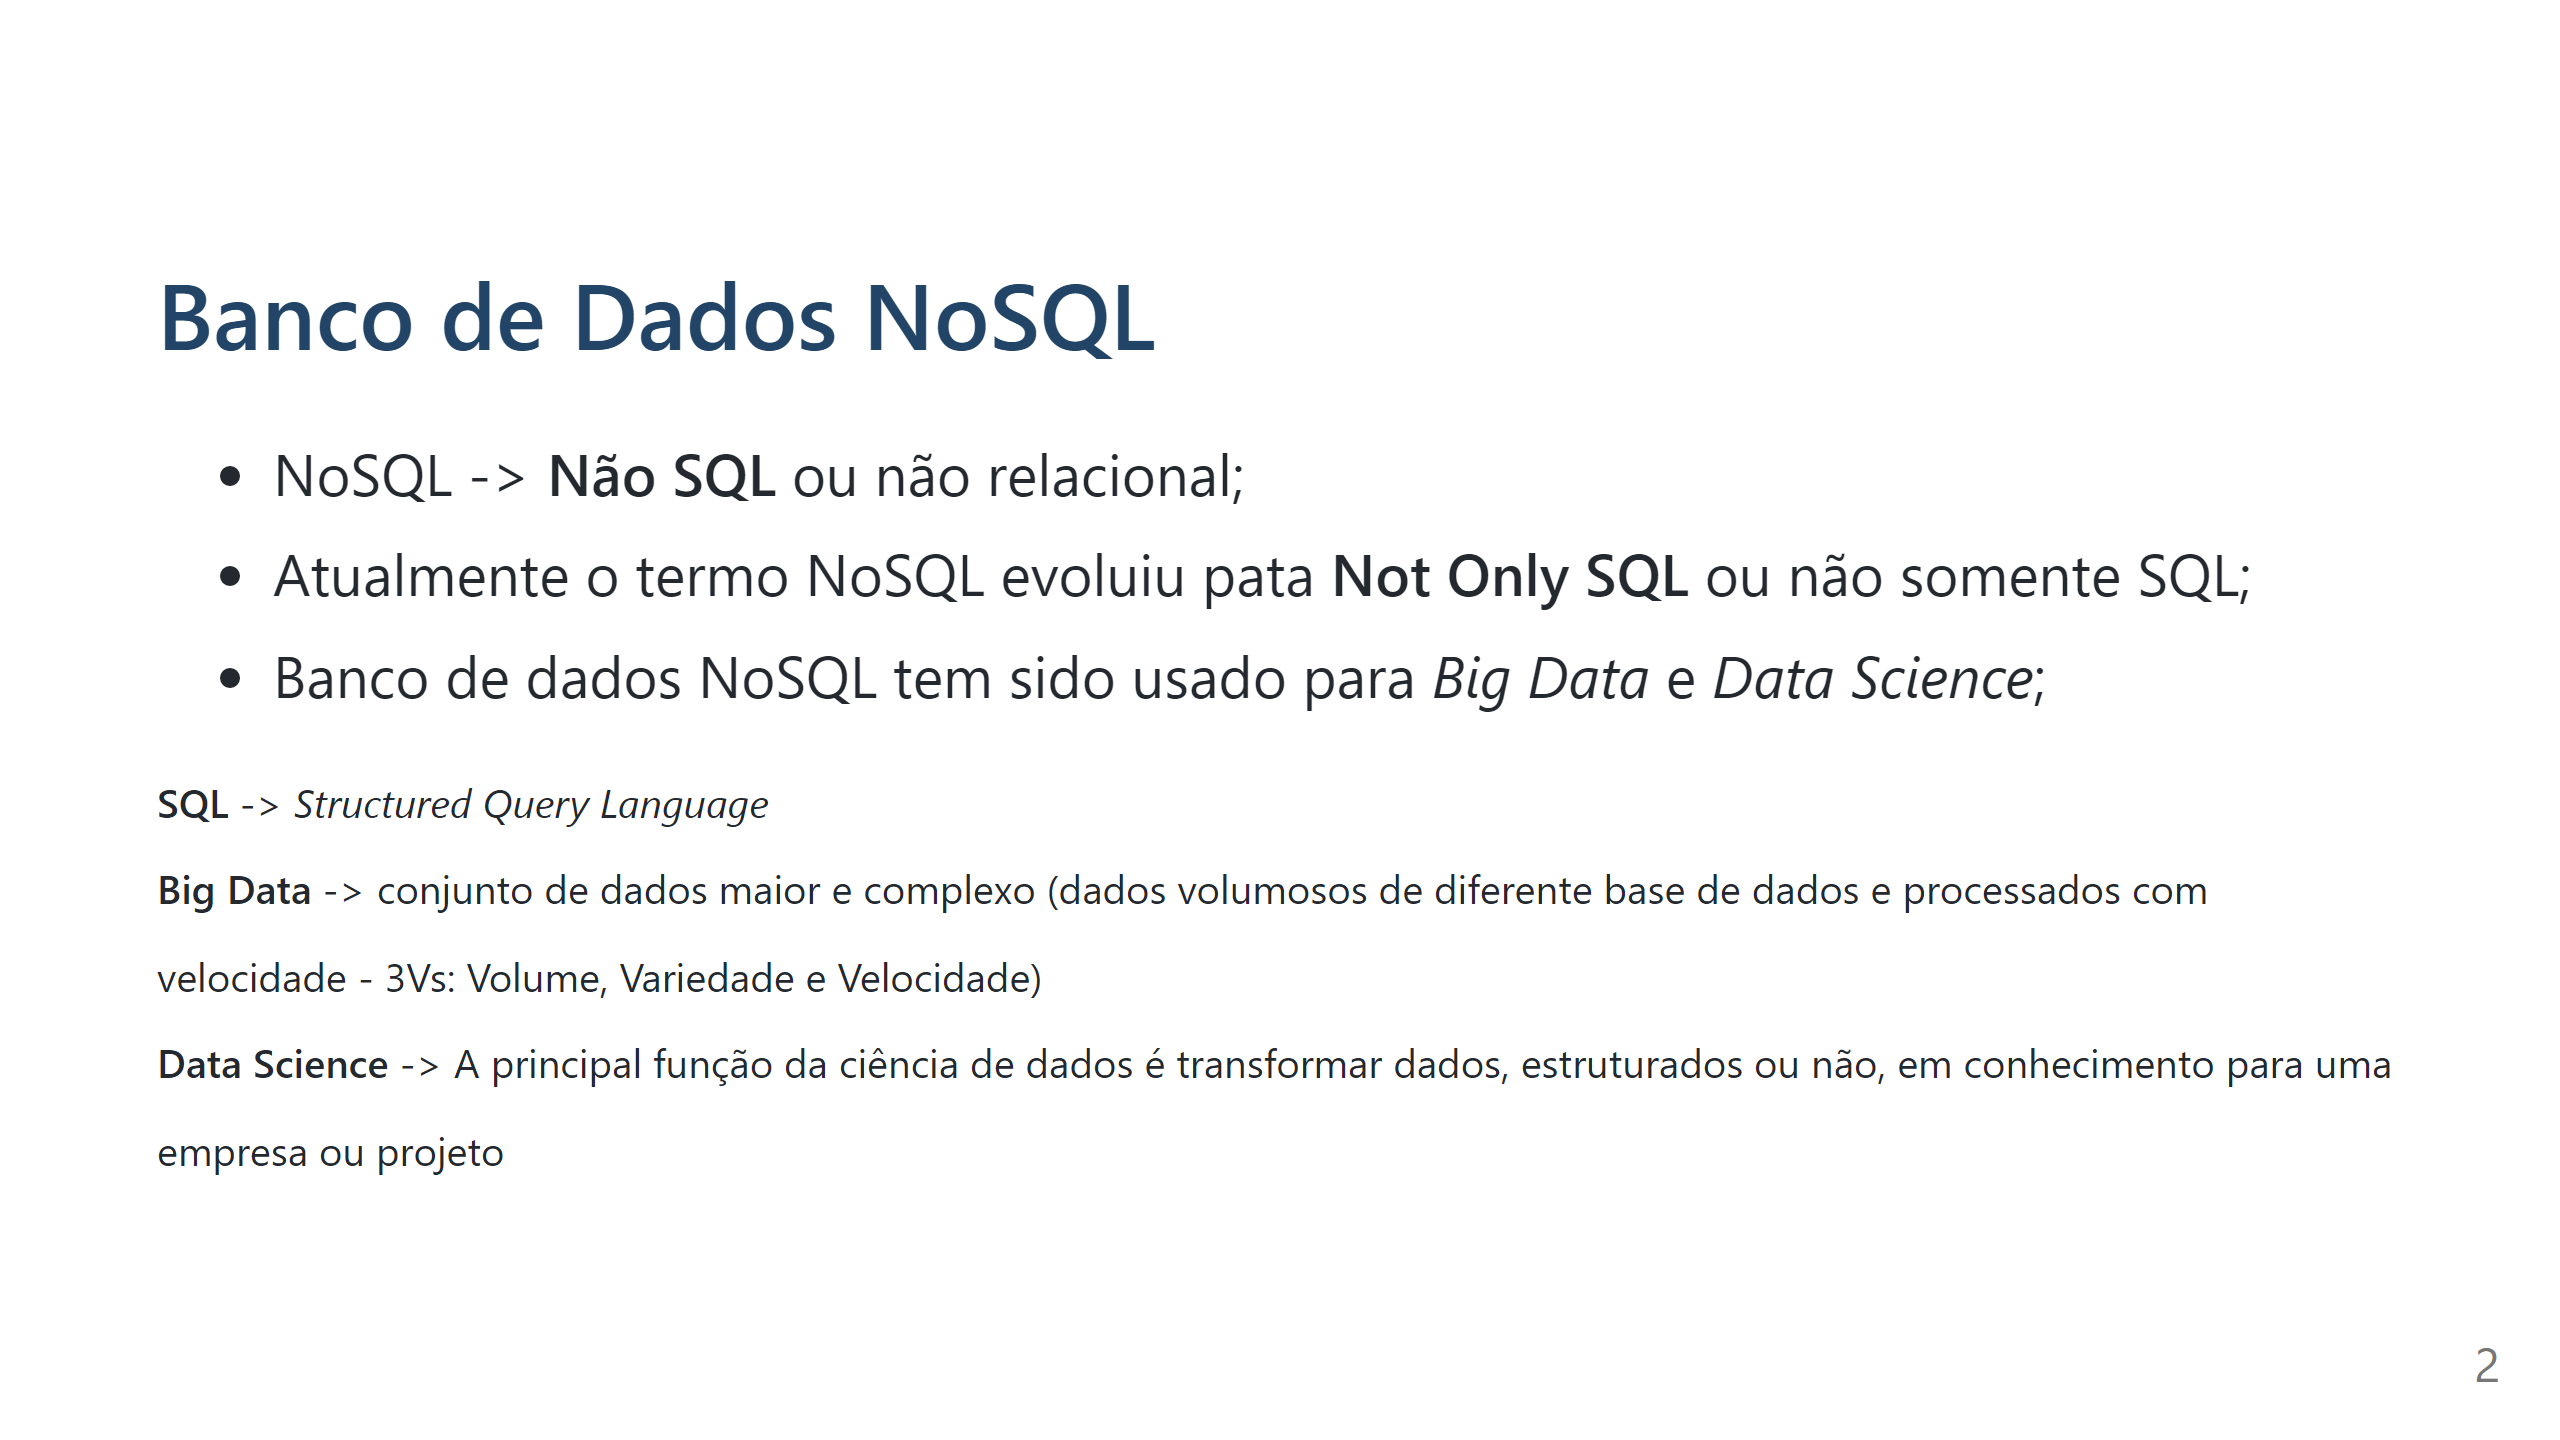 Banco de Dados NoSQL
• NoSQL -> Não SQL ou não relacional;
• Atualmente o termo NoSQL evoluiu pata Not Only SQL ou não somente SQL;
• Banco de dados NoSQL tem sido usado para Big Data e Data Science;
SQL -> Structured Query Language
Big Data -> conjunto de dados maior e complexo (dados volumosos de diferente base de dados e processados com
velocidade - 3Vs: Volume, Variedade e Velocidade)
Data Science -> A principal função da ciência de dados é transformar dados, estruturados ou não, em conhecimento para uma
empresa ou projeto
2